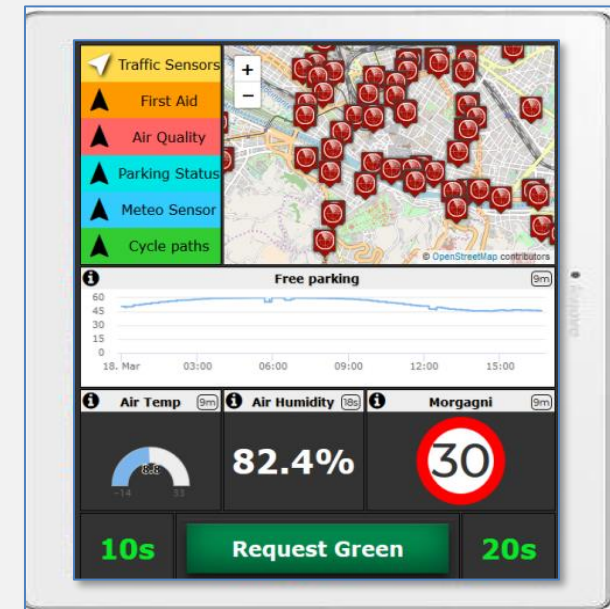 Traffic Sensors
First Aid
Air Quality
Parking Status
Meteo Sensor
Cycle paths
+
−
© OpenStreetMap contributors
Free parking 9m
60
45
30
15
0
18. Mar 03:00 06:00 09:00 12:00 15:00
Air Temp 9m
8.8
-14 33
Air Humidity 18s
82.4%
Morgagni 9m
30
10s
Request Green
20s